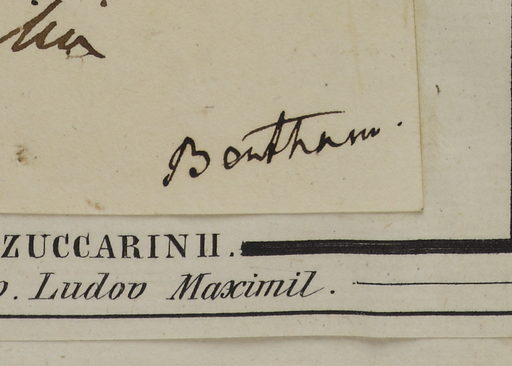 Bentham.
ZUCCARINII.
Ludov Maximil.